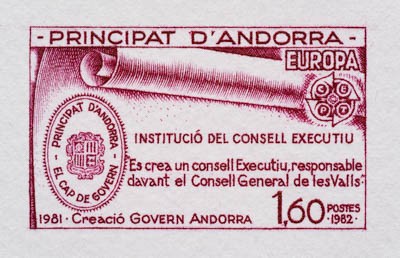 - PRINCIPAT D'ANDORRA -
EUROPA
PRINCIPAT D'ANDORRA
- EL CAP DE GOVERN -
INSTITUCIÓ DEL CONSELL EXECUTIU
"Es crea un consell Executiu, responsable
davant el Consell General de les Valls."
1981 · Creació GOVERN ANDORRA
1,60 POSTES
· 1982 ·